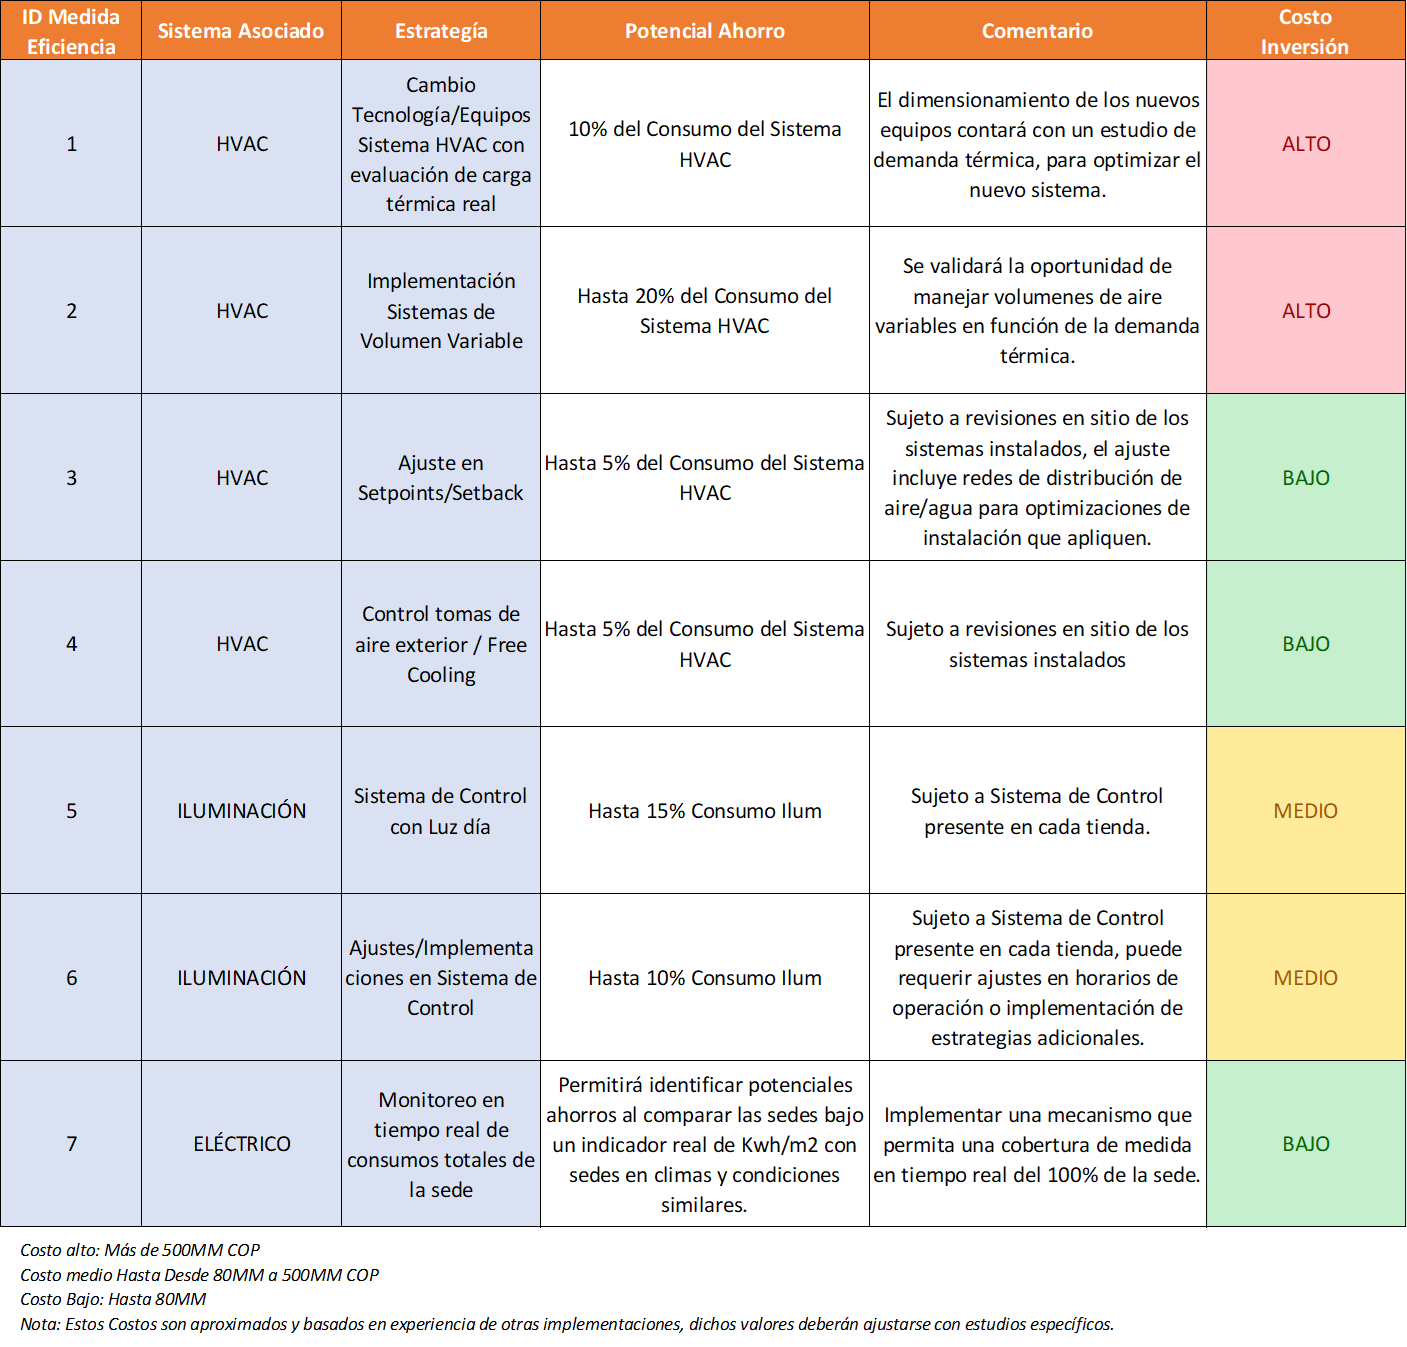 ID Medida
Eficiencia
Sistema Asociado
Estrategía
Potencial Ahorro
Comentario
Costo
Inversión
1
HVAC
Cambio
Tecnología/Equipos
Sistema HVAC con
evaluación de carga
térmica real
10% del Consumo del Sistema
HVAC
El dimensionamiento de los nuevos
equipos contará con un estudio de
demanda térmica, para optimizar el
nuevo sistema.
ALTO
2
HVAC
Implementación
Sistemas de
Volumen Variable
Hasta 20% del Consumo del
Sistema HVAC
Se validará la oportunidad de
manejar volumenes de aire
variables en función de la demanda
térmica.
ALTO
3
HVAC
Ajuste en
Setpoints/Setback
Hasta 5% del Consumo del Sistema
HVAC
Sujeto a revisiones en sitio de los
sistemas instalados, el ajuste
incluye redes de distribución de
aire/agua para optimizaciones de
instalación que apliquen.
BAJO
4
HVAC
Control tomas de
aire exterior / Free
Cooling
Hasta 5% del Consumo del Sistema
HVAC
Sujeto a revisiones en sitio de los
sistemas instalados
BAJO
5
ILUMINACIÓN
Sistema de Control
con Luz día
Hasta 15% Consumo Ilum
Sujeto a Sistema de Control
presente en cada tienda.
MEDIO
6
ILUMINACIÓN
Ajustes/Implementa
ciones en Sistema de
Control
Hasta 10% Consumo Ilum
Sujeto a Sistema de Control
presente en cada tienda, puede
requerir ajustes en horarios de
operación o implementación de
estrategias adicionales.
MEDIO
7
ELÉCTRICO
Monitoreo en
tiempo real de
consumos totales de
la sede
Permitirá identificar potenciales
ahorros al comparar las sedes bajo
un indicador real de Kwh/m2 con
sedes en climas y condiciones
similares.
Implementar una mecanismo que
permita una cobertura de medida
en tiempo real del 100% de la sede.
BAJO
Costo alto: Más de 500MM COP
Costo medio Hasta Desde 80MM a 500MM COP
Costo Bajo: Hasta 80MM
Nota: Estos Costos son aproximados y basados en experiencia de otras implementaciones, dichos valores deberán ajustarse con estudios específicos.